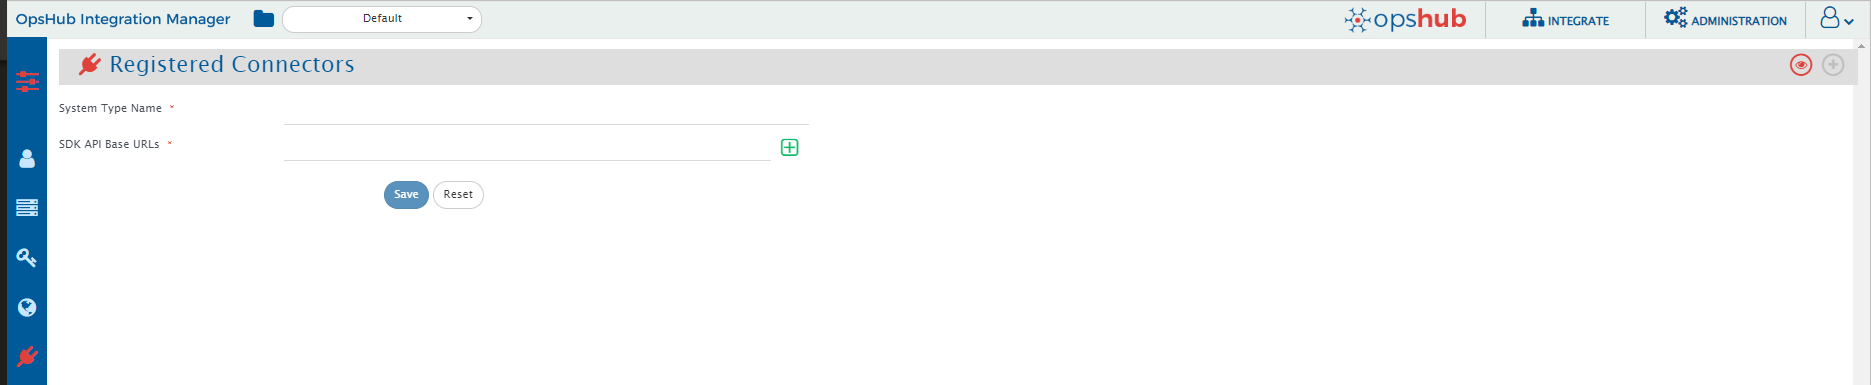 OpsHub Integration Manager
Default
opshub
INTEGRATE
ADMINISTRATION
Registered Connectors
System Type Name *
SDK API Base URLs *
Save
Reset